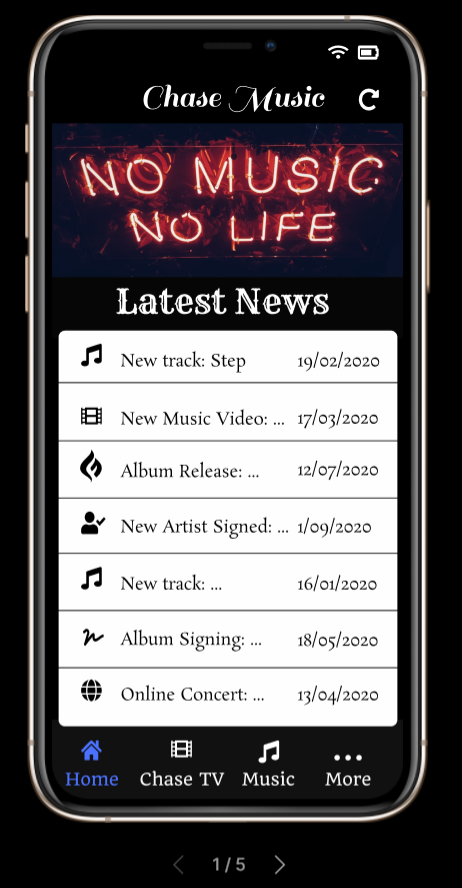 Chase Music
NO MUSIC
NO LIFE
Latest News
New track: Step 19/02/2020
New Music Video: ... 17/03/2020
Album Release: ... 12/07/2020
New Artist Signed: ... 1/09/2020
New track: ... 16/01/2020
Album Signing: ... 18/05/2020
Online Concert: ... 13/04/2020
Home Chase TV Music More
1/5